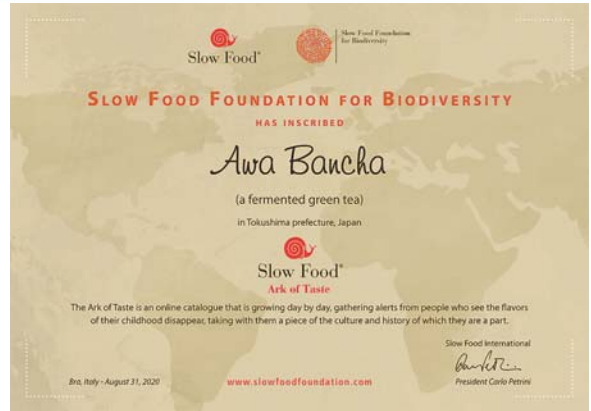 Slow Food®
Slow Food Foundation
for Biodiversity
SLOW FOOD FOUNDATION FOR BIODIVERSITY
HAS INSCRIBED
Awa Bancha
(a fermented green tea)
in Tokushima prefecture, Japan
Slow Food®
Ark of Taste
The Ark of Taste is an online catalogue that is growing day by day, gathering alerts from people who see the flavors
of their childhood disappear, taking with them a piece of the culture and history of which they are a part.
Slow Food International
Bra, Italy - August 31, 2020
www.slowfoodfoundation.com
President Carlo Petrini